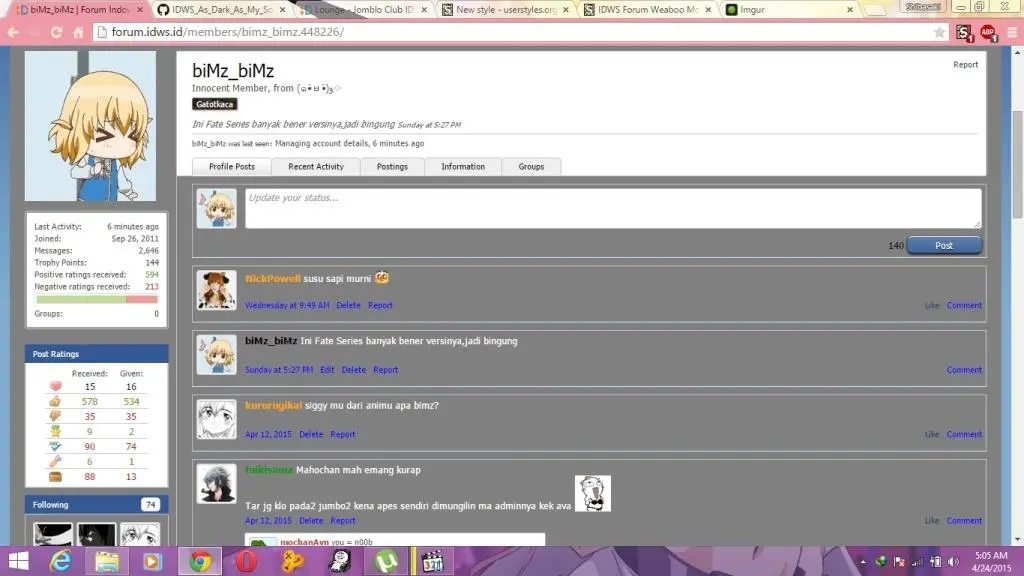 biMz_biMz | Forum Indov
IDWS_As_Dark_As_My_So
Lounge - Jomblo Club ID
New style - userstyles.org
IDWS Forum Weaboo Mo
Imgur
Shibasaki
forum.idws.id/members/bimz_bimz.448226/
biMz_biMz
Report
Innocent Member, from
Gatotkaca
Ini Fate Series banyak bener versinya,jadi bingung Sunday at 5:27 PM
biMz_biMz was last seen: Managing account details, 6 minutes ago
Profile Posts Recent Activity Postings Information Groups
Update your status...
140 Post
Last Activity: 6 minutes ago
Joined: Sep 26, 2011
Messages: 2,646
Trophy Points: 144
Positive ratings received: 594
Negative ratings received: 213
Groups: 0
Post Ratings
Received: Given:
15 16
578 534
35 35
9 2
90 74
6 1
88 13
Following 74
NickPowell susu sapi murni
Wednesday at 9:49 AM Delete Report Like Comment
biMz_biMz Ini Fate Series banyak bener versinya,jadi bingung
Sunday at 5:27 PM Edit Delete Report Comment
kururugikai siggy mu dari animu apa bimz?
Apr 12, 2015 Delete Report Like Comment
fuikisama Mahochan mah emang kurap
Tar jg klo pada2 jumbo2 kena apes sendiri dimungilin ma adminnya kek ava
Apr 12, 2015 Delete Report Like Comment
mochanAyn you = n00b
5:05 AM
4/24/2015